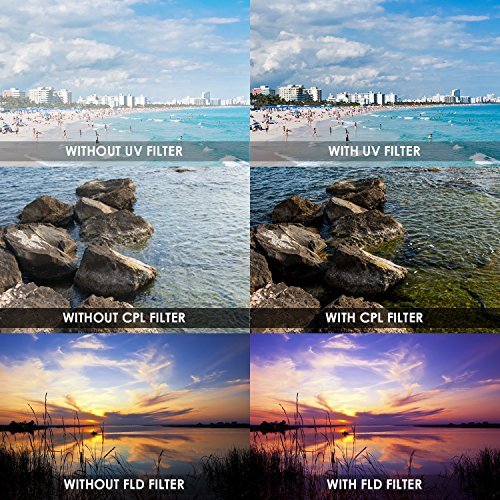 WITHOUT UV FILTER
WITH UV FILTER
WITHOUT CPL FILTER
WITH CPL FILTER
WITHOUT FLD FILTER
WITH FLD FILTER